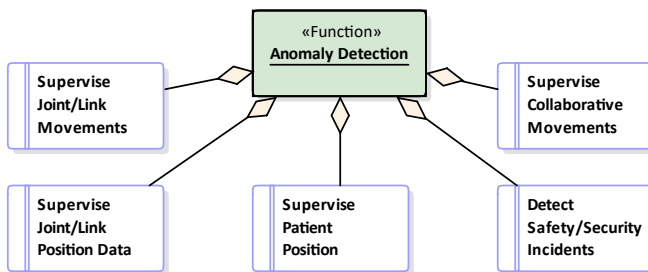 «Function»
Anomaly Detection
Supervise
Joint/Link
Movements
Supervise
Collaborative
Movements
Supervise
Joint/Link
Position Data
Supervise
Patient
Position
Detect
Safety/Security
Incidents